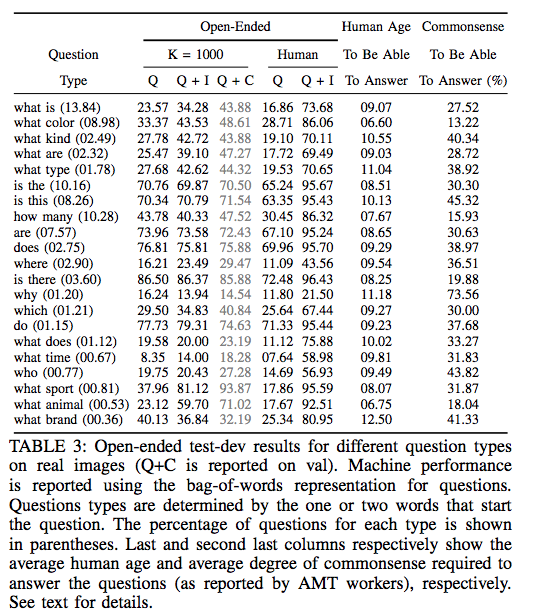 Open-Ended Human Age Commonsense
Question K = 1000 Human To Be Able To Be Able
Type Q Q + I Q + C Q Q + I To Answer To Answer (%)
what is (13.84) 23.57 34.28 43.88 16.86 73.68 09.07 27.52
what color (08.98) 33.37 43.53 48.61 28.71 86.06 06.60 13.22
what kind (02.49) 27.78 42.72 43.88 19.10 70.11 10.55 40.34
what are (02.32) 25.47 39.10 47.27 17.72 69.49 09.03 28.72
what type (01.78) 27.68 42.62 44.32 19.53 70.65 11.04 38.92
is the (10.16) 70.76 69.87 70.50 65.24 95.67 08.51 30.30
is this (08.26) 70.34 70.79 71.54 63.35 95.43 10.13 45.32
how many (10.28) 43.78 40.33 47.52 30.45 86.32 07.67 15.93
are (07.57) 73.96 73.58 72.43 67.10 95.24 08.65 30.63
does (02.75) 76.81 75.81 75.88 69.96 95.70 09.29 38.97
where (02.90) 16.21 23.49 29.47 11.09 43.56 09.54 36.51
is there (03.60) 86.50 86.37 85.88 72.48 96.43 08.25 19.88
why (01.20) 16.24 13.94 14.54 11.80 21.50 11.18 73.56
which (01.21) 29.50 34.83 40.84 25.64 67.44 09.27 30.00
do (01.15) 77.73 79.31 74.63 71.33 95.44 09.23 37.68
what does (01.12) 19.58 20.00 23.19 11.12 75.88 10.02 33.27
what time (00.67) 8.35 14.00 18.28 07.64 58.98 09.81 31.83
who (00.77) 19.75 20.43 27.28 14.69 56.93 09.49 43.82
what sport (00.81) 37.96 81.12 93.87 17.86 95.59 08.07 31.87
what animal (00.53) 23.12 59.70 71.02 17.67 92.51 06.75 18.04
what brand (00.36) 40.13 36.84 32.19 25.34 80.95 12.50 41.33
TABLE 3: Open-ended test-dev results for different question types
on real images (Q+C is reported on val). Machine performance
is reported using the bag-of-words representation for questions.
Questions types are determined by the one or two words that start
the question. The percentage of questions for each type is shown
in parentheses. Last and second last columns respectively show the
average human age and average degree of commonsense required to
answer the questions (as reported by AMT workers), respectively.
See text for details.